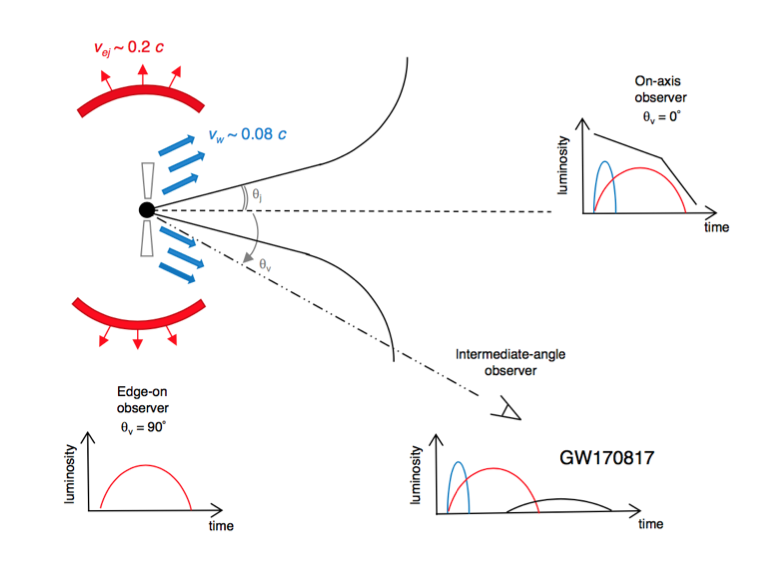 v_ej ~ 0.2 c
v_w ~ 0.08 c
θ_j
θ_v
On-axis
observer
θ_v = 0°
luminosity
time
Intermediate-angle
observer
Edge-on
observer
θ_v = 90°
luminosity
time
GW170817
luminosity
time